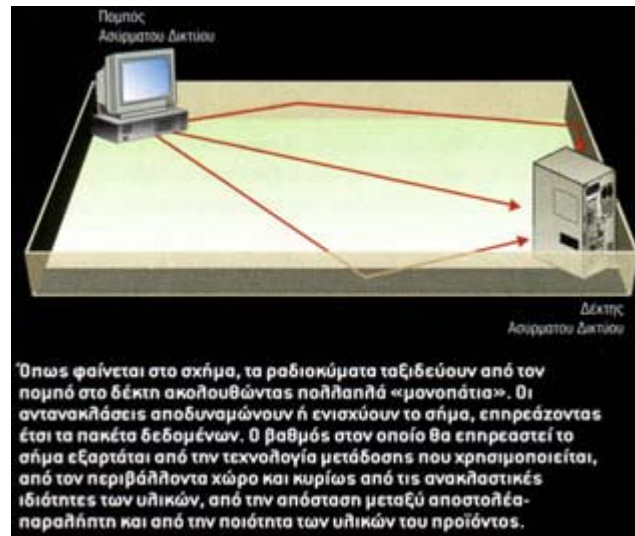 Πομπός
Ασύρματου Δικτύου
Δέκτης
Ασύρματου Δικτύου
Όπως φαίνεται στο σχήμα, τα ραδιοκύματα ταξιδεύουν από τον
πομπό στο δέκτη ακολουθώντας πολλαπλά «μονοπάτια». Οι
αντανακλάσεις αποδυναμώνουν ή ενισχύουν το σήμα, επηρεάζοντας
έτσι τα πακέτα δεδομένων. Ο βαθμός στον οποίο θα επηρεαστεί το
σήμα εξαρτάται από την τεχνολογία μετάδοσης που χρησιμοποιείται,
από τον περιβάλλοντα χώρο και κυρίως από τις ανακλαστικές
ιδιότητες των υλικών, από την απόσταση μεταξύ αποστολέα-
παραλήπτη και από την ποιότητα των υλικών του προϊόντος.